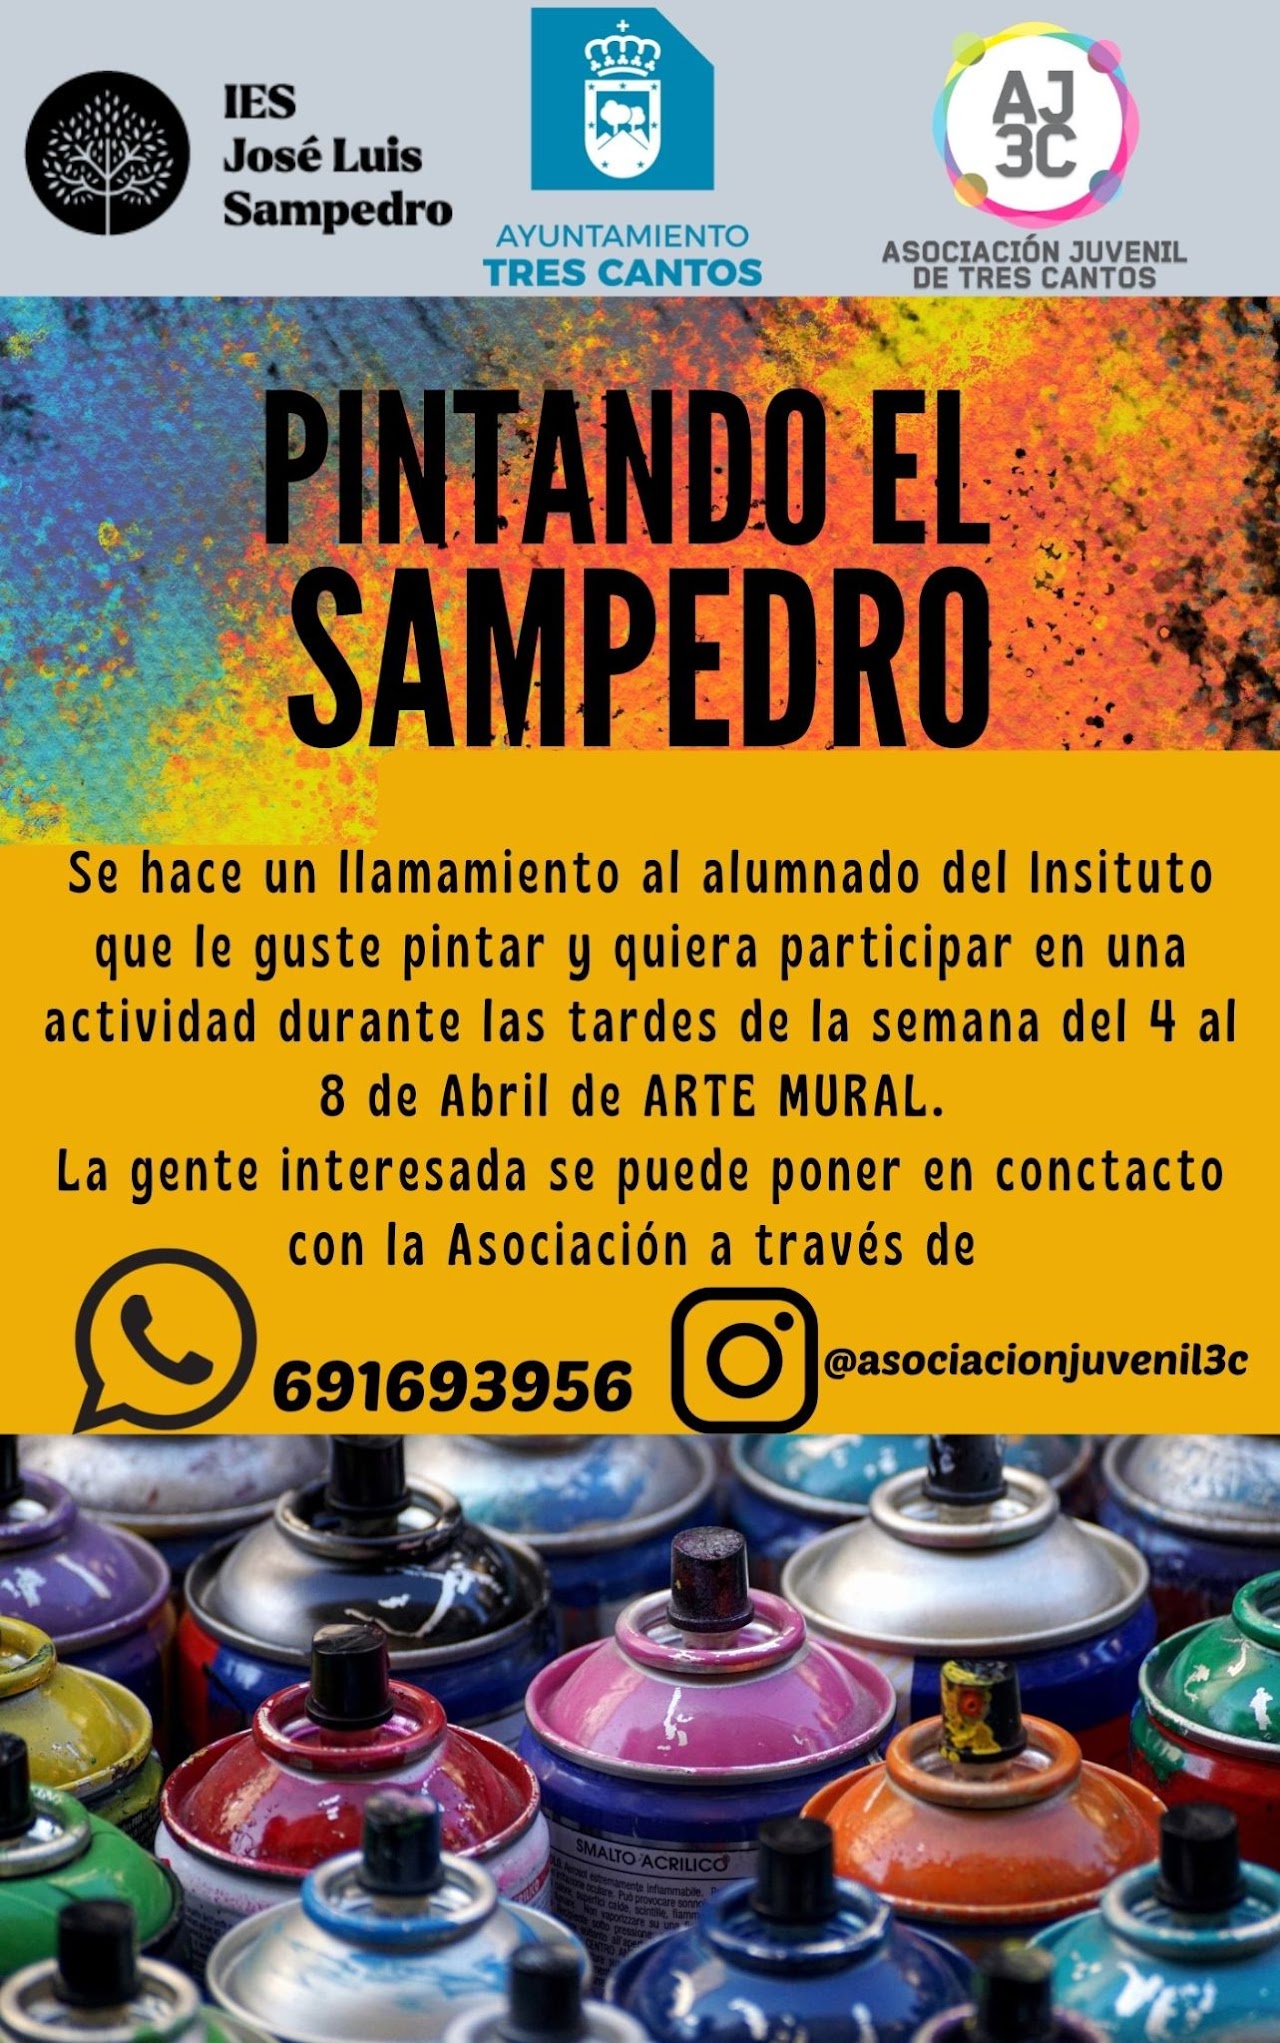 IES
José Luis
Sampedro
AYUNTAMIENTO
TRES CANTOS
AJ
3C
ASOCIACIÓN JUVENIL
DE TRES CANTOS
PINTANDO EL
SAMPEDRO
Se hace un llamamiento al alumnado del Insituto
que le guste pintar y quiera participar en una
actividad durante las tardes de la semana del 4 al
8 de Abril de ARTE MURAL.
La gente interesada se puede poner en conctacto
con la Asociación a través de
691693956
@asociacionjuvenil3c
SMALTO ACRILICO